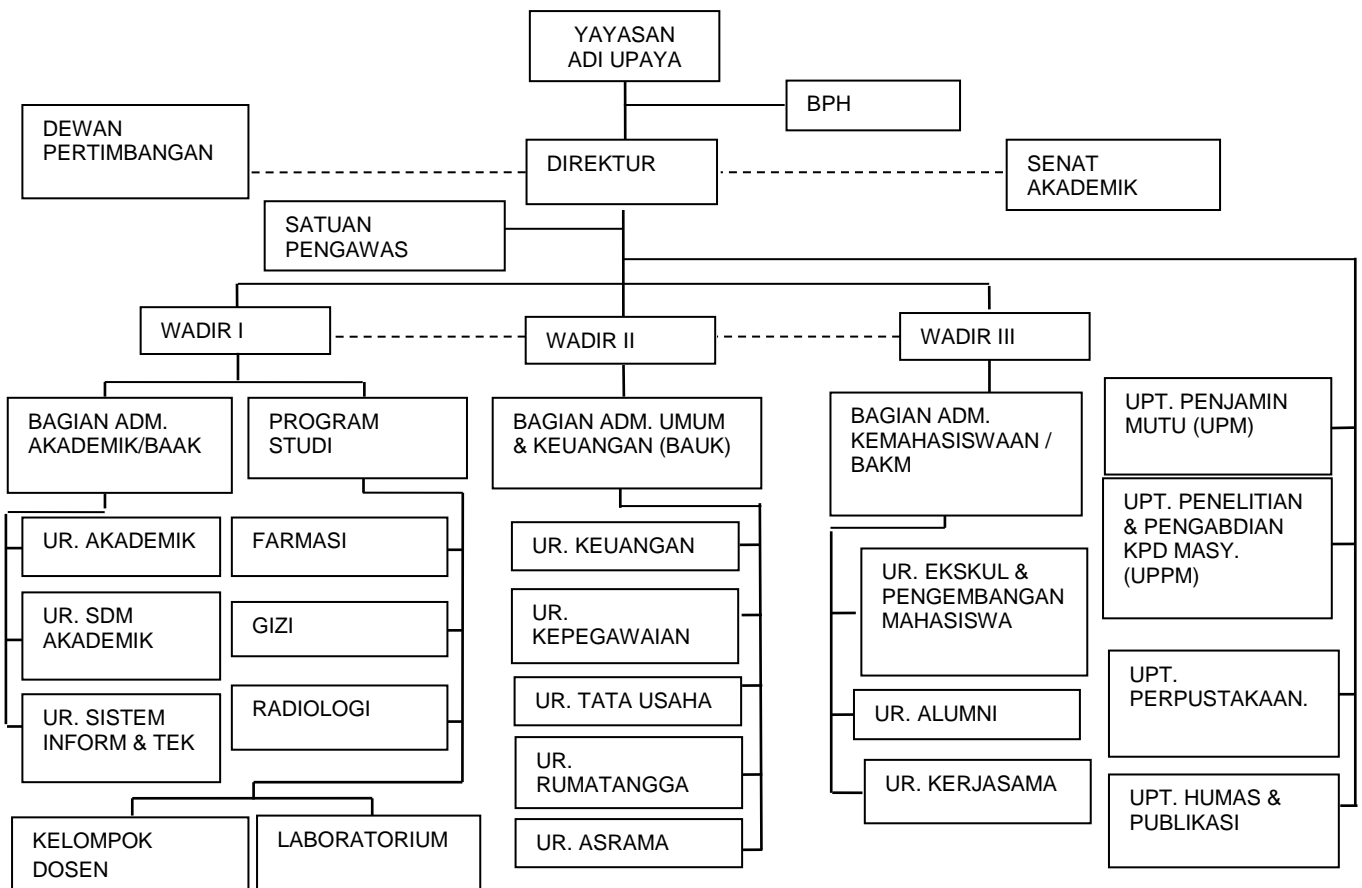 YAYASAN
ADI UPAYA
BPH
DEWAN
PERTIMBANGAN
DIREKTUR
SENAT
AKADEMIK
SATUAN
PENGAWAS
WADIR I
WADIR II
WADIR III
BAGIAN ADM.
AKADEMIK/BAAK
PROGRAM
STUDI
BAGIAN ADM. UMUM
& KEUANGAN (BAUK)
BAGIAN ADM.
KEMAHASISWAAN /
BAKM
UPT. PENJAMIN
MUTU (UPM)
UR. AKADEMIK
UR. SDM
AKADEMIK
UR. SISTEM
INFORM & TEK
FARMASI
GIZI
RADIOLOGI
KELOMPOK
DOSEN
LABORATORIUM
UR. KEUANGAN
UR.
KEPEGAWAIAN
UR. TATA USAHA
UR.
RUMATANGGA
UR. ASRAMA
UR. EKSKUL &
PENGEMBANGAN
MAHASISWA
UR. ALUMNI
UR. KERJASAMA
UPT. PENELITIAN
& PENGABDIAN
KPD MASY.
(UPPM)
UPT.
PERPUSTAKAAN.
UPT. HUMAS &
PUBLIKASI